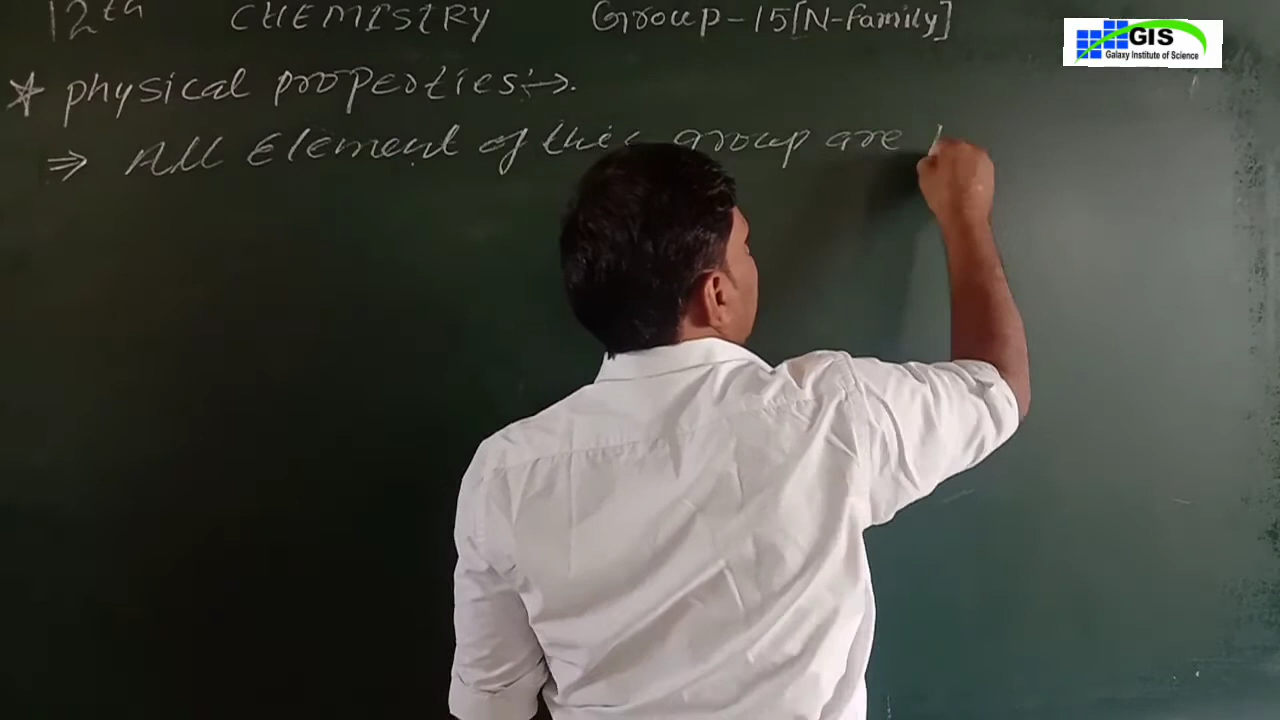 12th CHEMISTRY Group-15[N-family]
GIS
Galaxy Institute of Science
* physical properties:→.
⇒ All Element of this group are